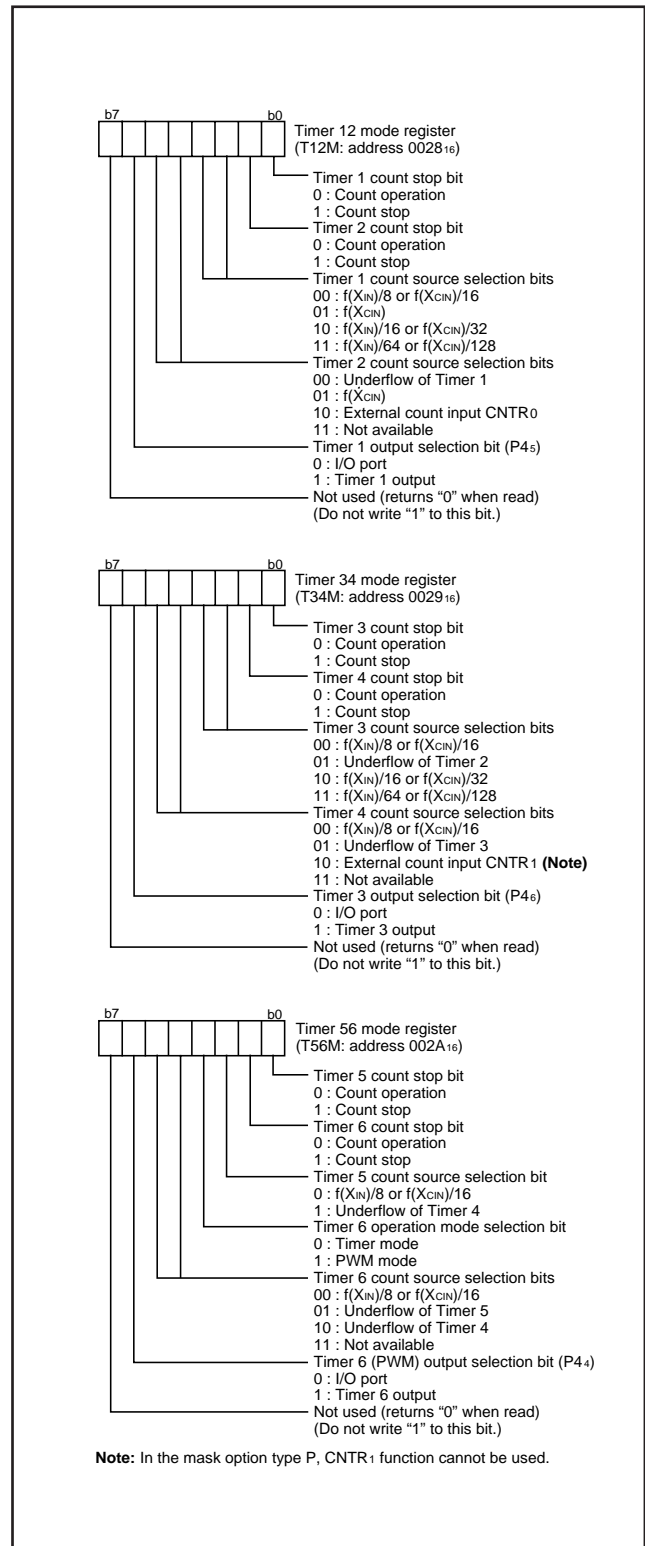 b7 b0
Timer 12 mode register
(T12M: address 0028₁₆)
Timer 1 count stop bit
0 : Count operation
1 : Count stop
Timer 2 count stop bit
0 : Count operation
1 : Count stop
Timer 1 count source selection bits
00 : f(XIN)/8 or f(XCIN)/16
01 : f(XCIN)
10 : f(XIN)/16 or f(XCIN)/32
11 : f(XIN)/64 or f(XCIN)/128
Timer 2 count source selection bits
00 : Underflow of Timer 1
01 : f(XCIN)
10 : External count input CNTR0
11 : Not available
Timer 1 output selection bit (P4₅)
0 : I/O port
1 : Timer 1 output
Not used (returns “0” when read)
(Do not write “1” to this bit.)
b7 b0
Timer 34 mode register
(T34M: address 0029₁₆)
Timer 3 count stop bit
0 : Count operation
1 : Count stop
Timer 4 count stop bit
0 : Count operation
1 : Count stop
Timer 3 count source selection bits
00 : f(XIN)/8 or f(XCIN)/16
01 : Underflow of Timer 2
10 : f(XIN)/16 or f(XCIN)/32
11 : f(XIN)/64 or f(XCIN)/128
Timer 4 count source selection bits
00 : f(XIN)/8 or f(XCIN)/16
01 : Underflow of Timer 3
10 : External count input CNTR1 (Note)
11 : Not available
Timer 3 output selection bit (P4₆)
0 : I/O port
1 : Timer 3 output
Not used (returns “0” when read)
(Do not write “1” to this bit.)
b7 b0
Timer 56 mode register
(T56M: address 002A₁₆)
Timer 5 count stop bit
0 : Count operation
1 : Count stop
Timer 6 count stop bit
0 : Count operation
1 : Count stop
Timer 5 count source selection bit
0 : f(XIN)/8 or f(XCIN)/16
1 : Underflow of Timer 4
Timer 6 operation mode selection bit
0 : Timer mode
1 : PWM mode
Timer 6 count source selection bits
00 : f(XIN)/8 or f(XCIN)/16
01 : Underflow of Timer 5
10 : Underflow of Timer 4
11 : Not available
Timer 6 (PWM) output selection bit (P4₄)
0 : I/O port
1 : Timer 6 output
Not used (returns “0” when read)
(Do not write “1” to this bit.)
Note: In the mask option type P, CNTR₁ function cannot be used.